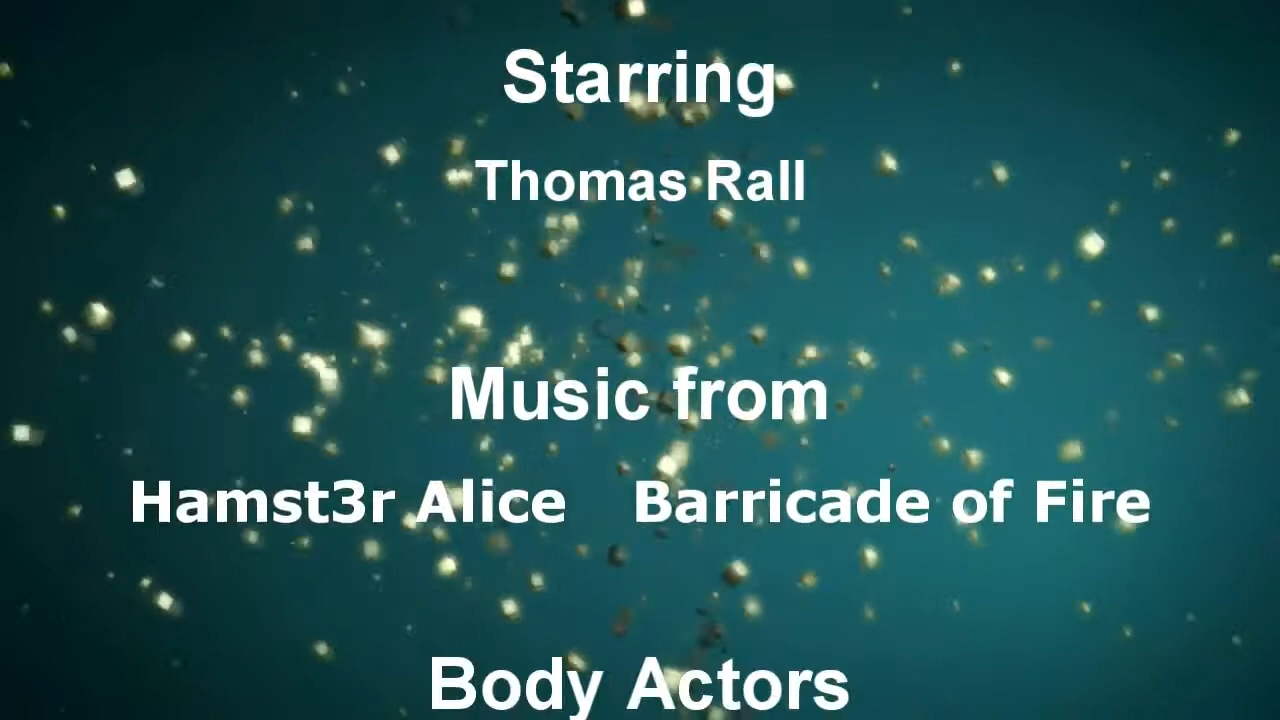 Starring
Thomas Rall
Music from
Hamst3r Alice    Barricade of Fire
Body Actors